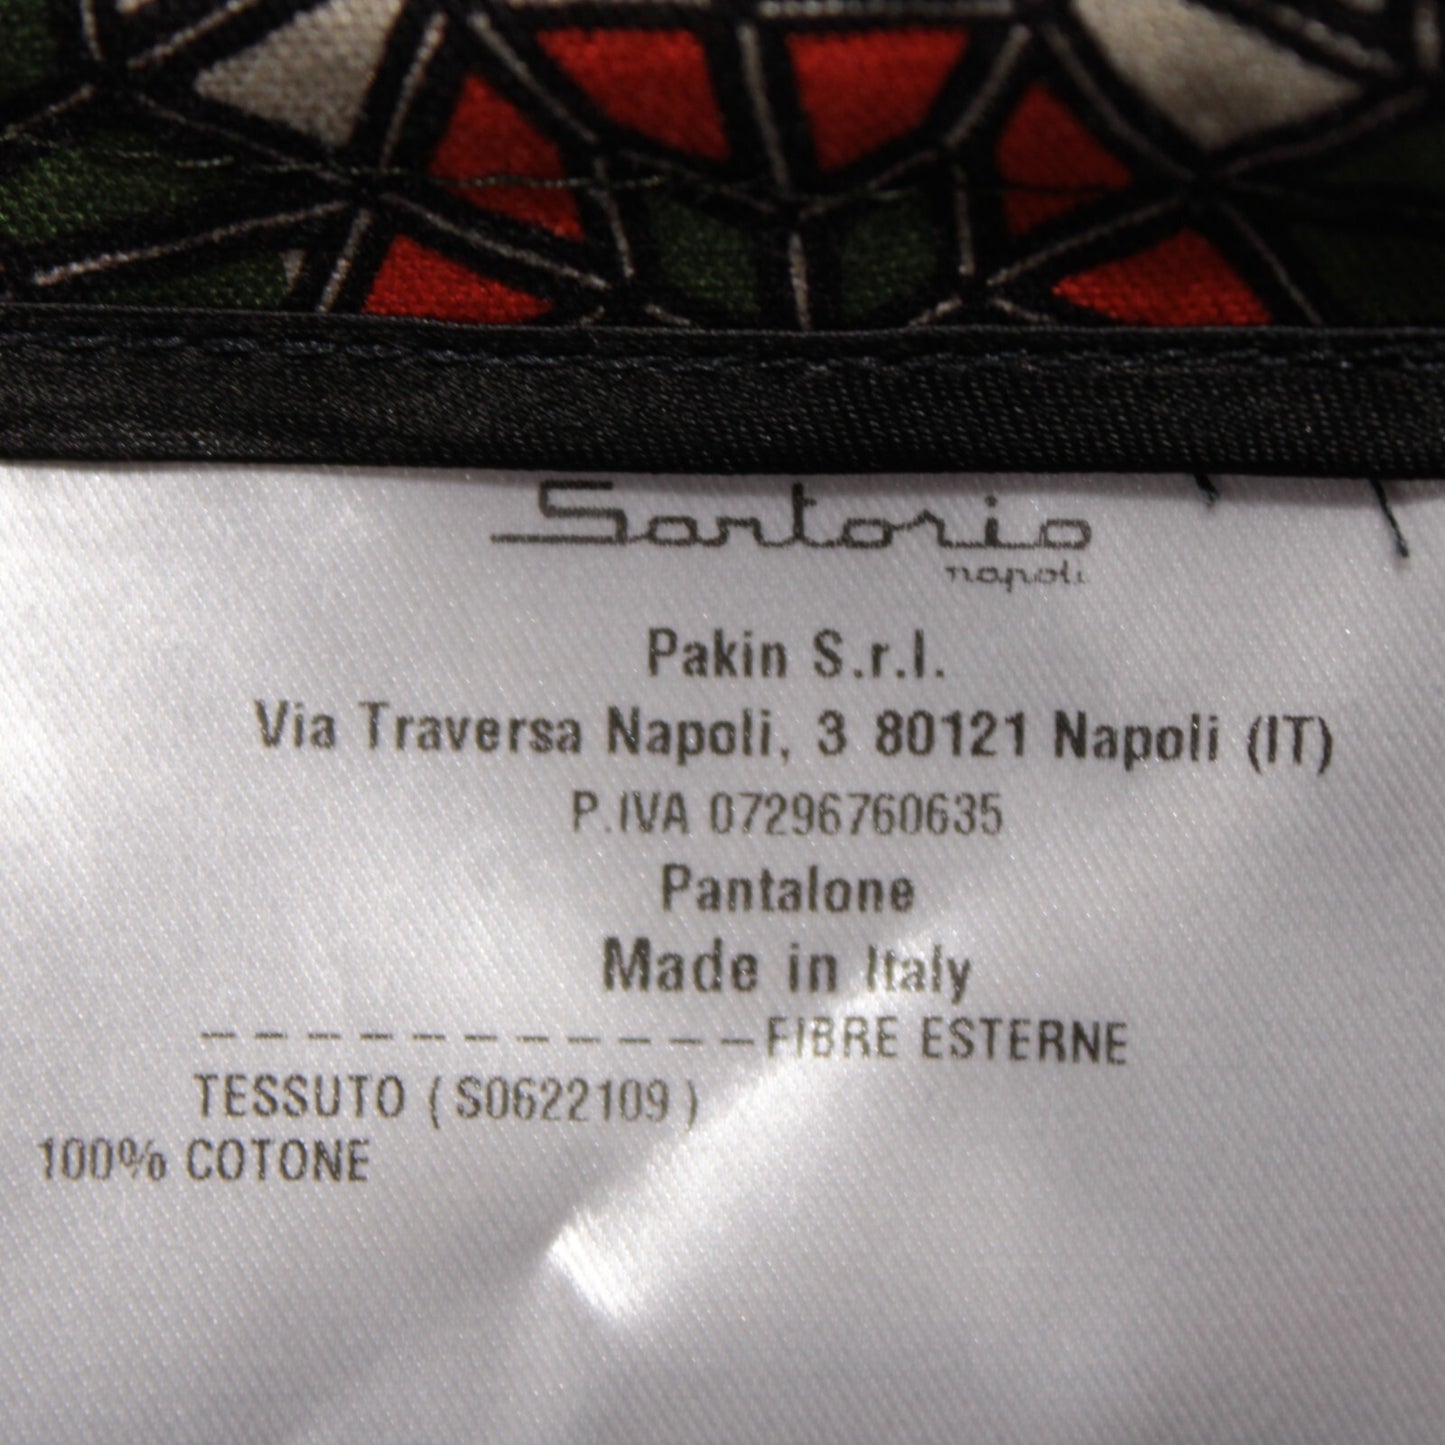 Sartorio
napoli
Pakin S.r.l.
Via Traversa Napoli, 3 80121 Napoli (IT)
P.IVA 07296760635
Pantalone
Made in Italy
-----------FIBRE ESTERNE
TESSUTO ( S0622109 )
100% COTONE